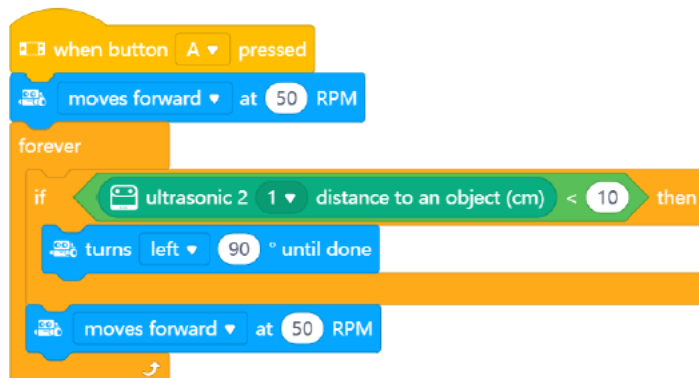 when button A pressed
moves forward at 50 RPM
forever
if ultrasonic 2 1 distance to an object (cm) < 10 then
turns left 90 ° until done
moves forward at 50 RPM